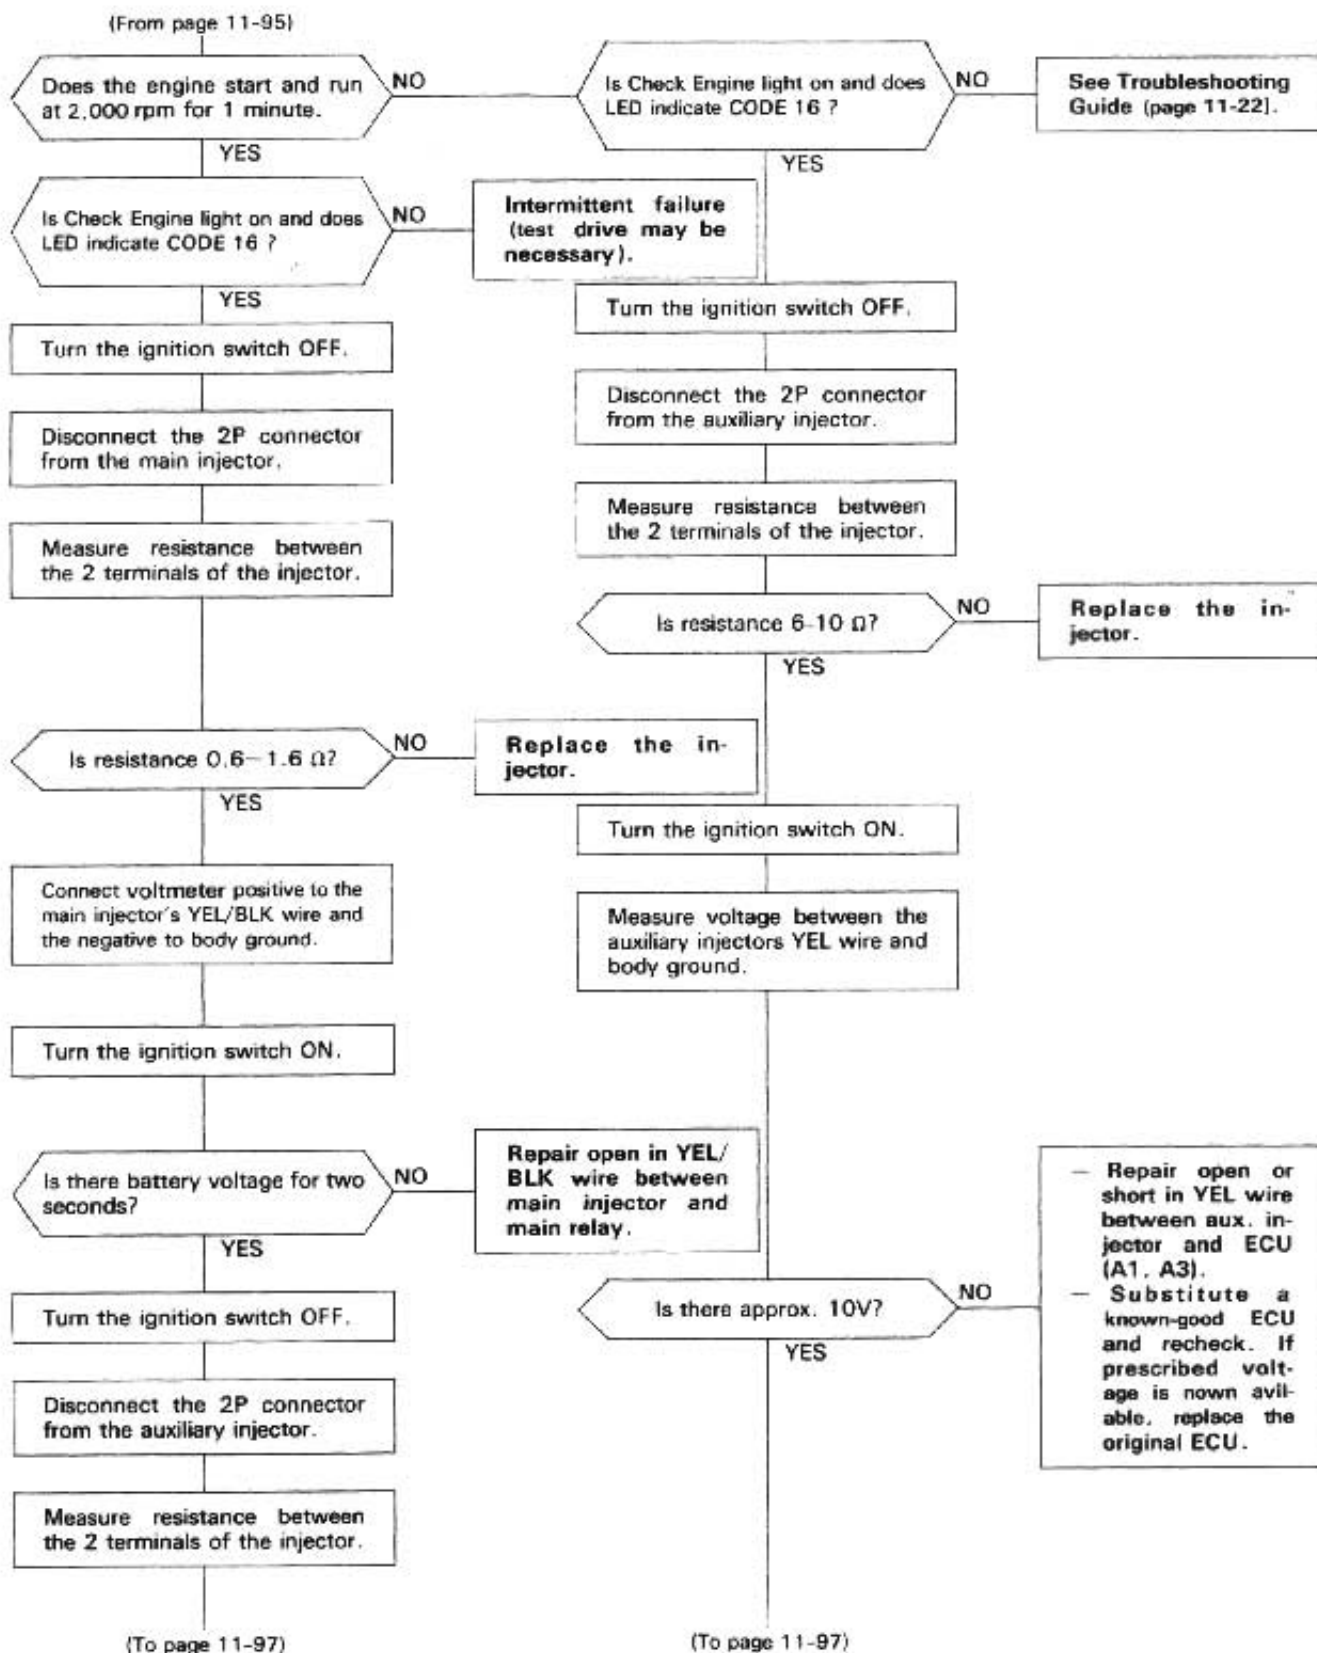 (From page 11-95)
Does the engine start and run
at 2,000 rpm for 1 minute.
NO
Is Check Engine light on and does
LED indicate CODE 16 ?
NO
See Troubleshooting
Guide (page 11-22].
YES
YES
Is Check Engine light on and does
LED indicate CODE 16 ?
NO
Intermittent failure
(test drive may be
necessary).
YES
Turn the ignition switch OFF.
Turn the ignition switch OFF.
Disconnect the 2P connector
from the auxiliary injector.
Disconnect the 2P connector
from the main injector.
Measure resistance between
the 2 terminals of the injector.
Measure resistance between
the 2 terminals of the injector.
Is resistance 6-10 Ω?
NO
Replace the in-
jector.
YES
Is resistance 0.6-1.6 Ω?
NO
Replace the in-
jector.
YES
Turn the ignition switch ON.
Connect voltmeter positive to the
main injector's YEL/BLK wire and
the negative to body ground.
Measure voltage between the
auxiliary injectors YEL wire and
body ground.
Turn the ignition switch ON.
Is there battery voltage for two
seconds?
NO
Repair open in YEL/
BLK wire between
main injector and
main relay.
YES
Is there approx. 10V?
NO
— Repair open or
short in YEL wire
between aux. in-
jector and ECU
(A1, A3).
— Substitute a
known-good ECU
and recheck. If
prescribed volt-
age is nown avil-
able, replace the
original ECU.
YES
Turn the ignition switch OFF.
Disconnect the 2P connector
from the auxiliary injector.
Measure resistance between
the 2 terminals of the injector.
(To page 11-97)
(To page 11-97)